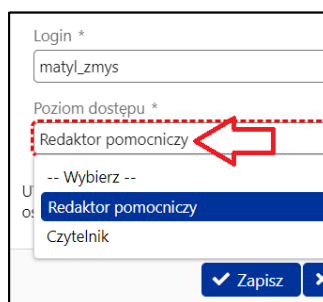 Login *
matyl_zmys
Poziom dostępu *
Redaktor pomocniczy
-- Wybierz --
Redaktor pomocniczy
Czytelnik
Zapisz